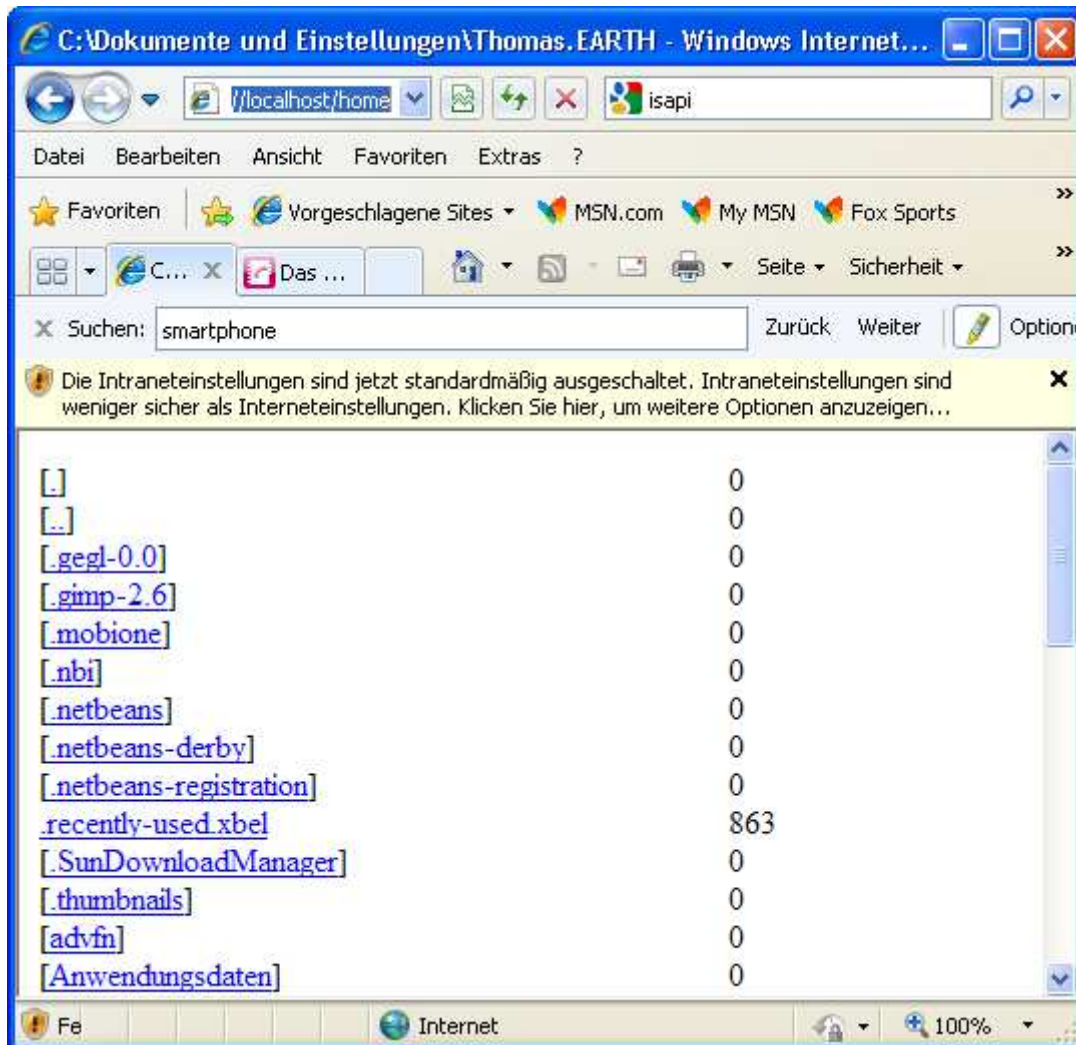 C:\Dokumente und Einstellungen\Thomas.EARTH - Windows Internet...
//localhost/home
isapi
Datei Bearbeiten Ansicht Favoriten Extras ?
Favoriten Vorgeschlagene Sites MSN.com My MSN Fox Sports »
C... X Das ... Seite Sicherheit »
x Suchen: smartphone Zurück Weiter Option
Die Intraneteinstellungen sind jetzt standardmäßig ausgeschaltet. Intraneteinstellungen sind
weniger sicher als Interneteinstellungen. Klicken Sie hier, um weitere Optionen anzuzeigen...
[.] 0
[..] 0
[.gegl-0.0] 0
[.gimp-2.6] 0
[.mobione] 0
[.nbi] 0
[.netbeans] 0
[.netbeans-derby] 0
[.netbeans-registration] 0
.recently-used.xbel 863
[.SunDownloadManager] 0
[.thumbnails] 0
[advfn] 0
[Anwendungsdaten] 0
Fe Internet 100%